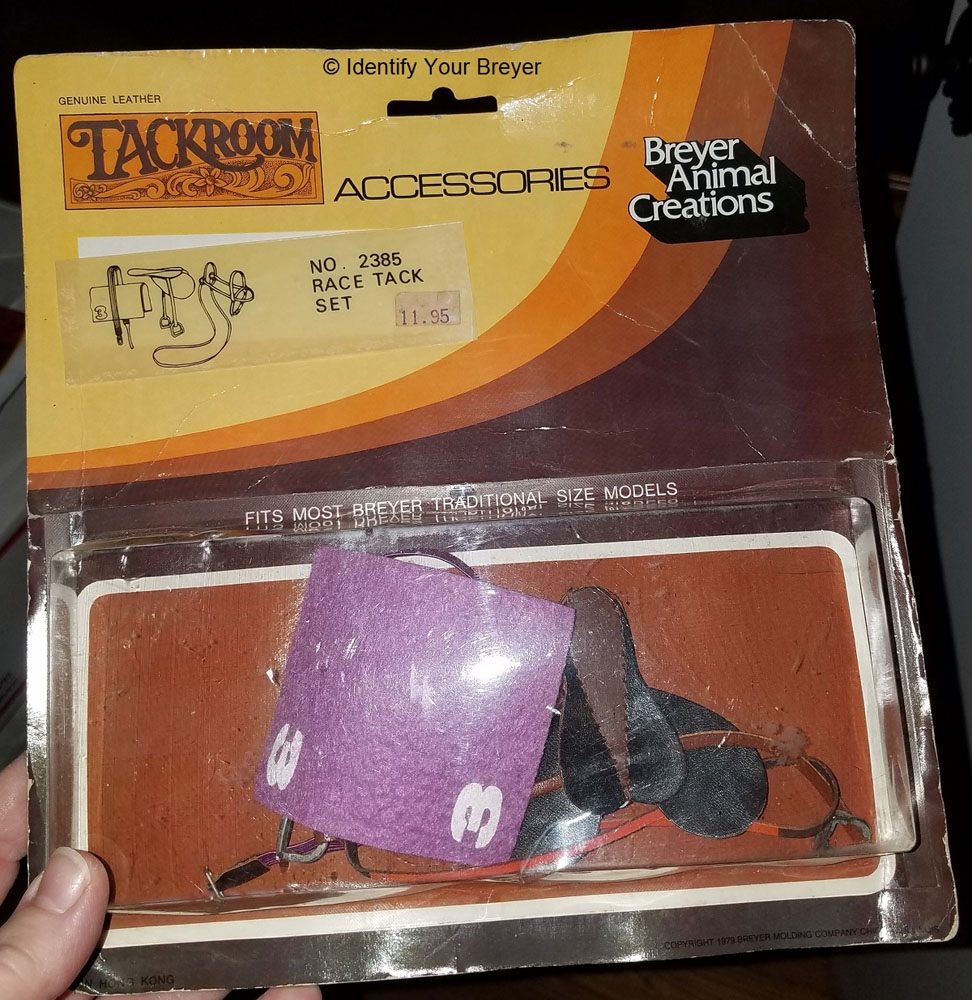 © Identify Your Breyer
GENUINE LEATHER
TACKROOM
ACCESSORIES
Breyer
Animal
Creations
3
NO. 2385
RACE TACK
SET
11.95
FITS MOST BREYER TRADITIONAL SIZE MODELS
3
3
COPYRIGHT 1979 BREYER MOLDING COMPANY
HONG KONG